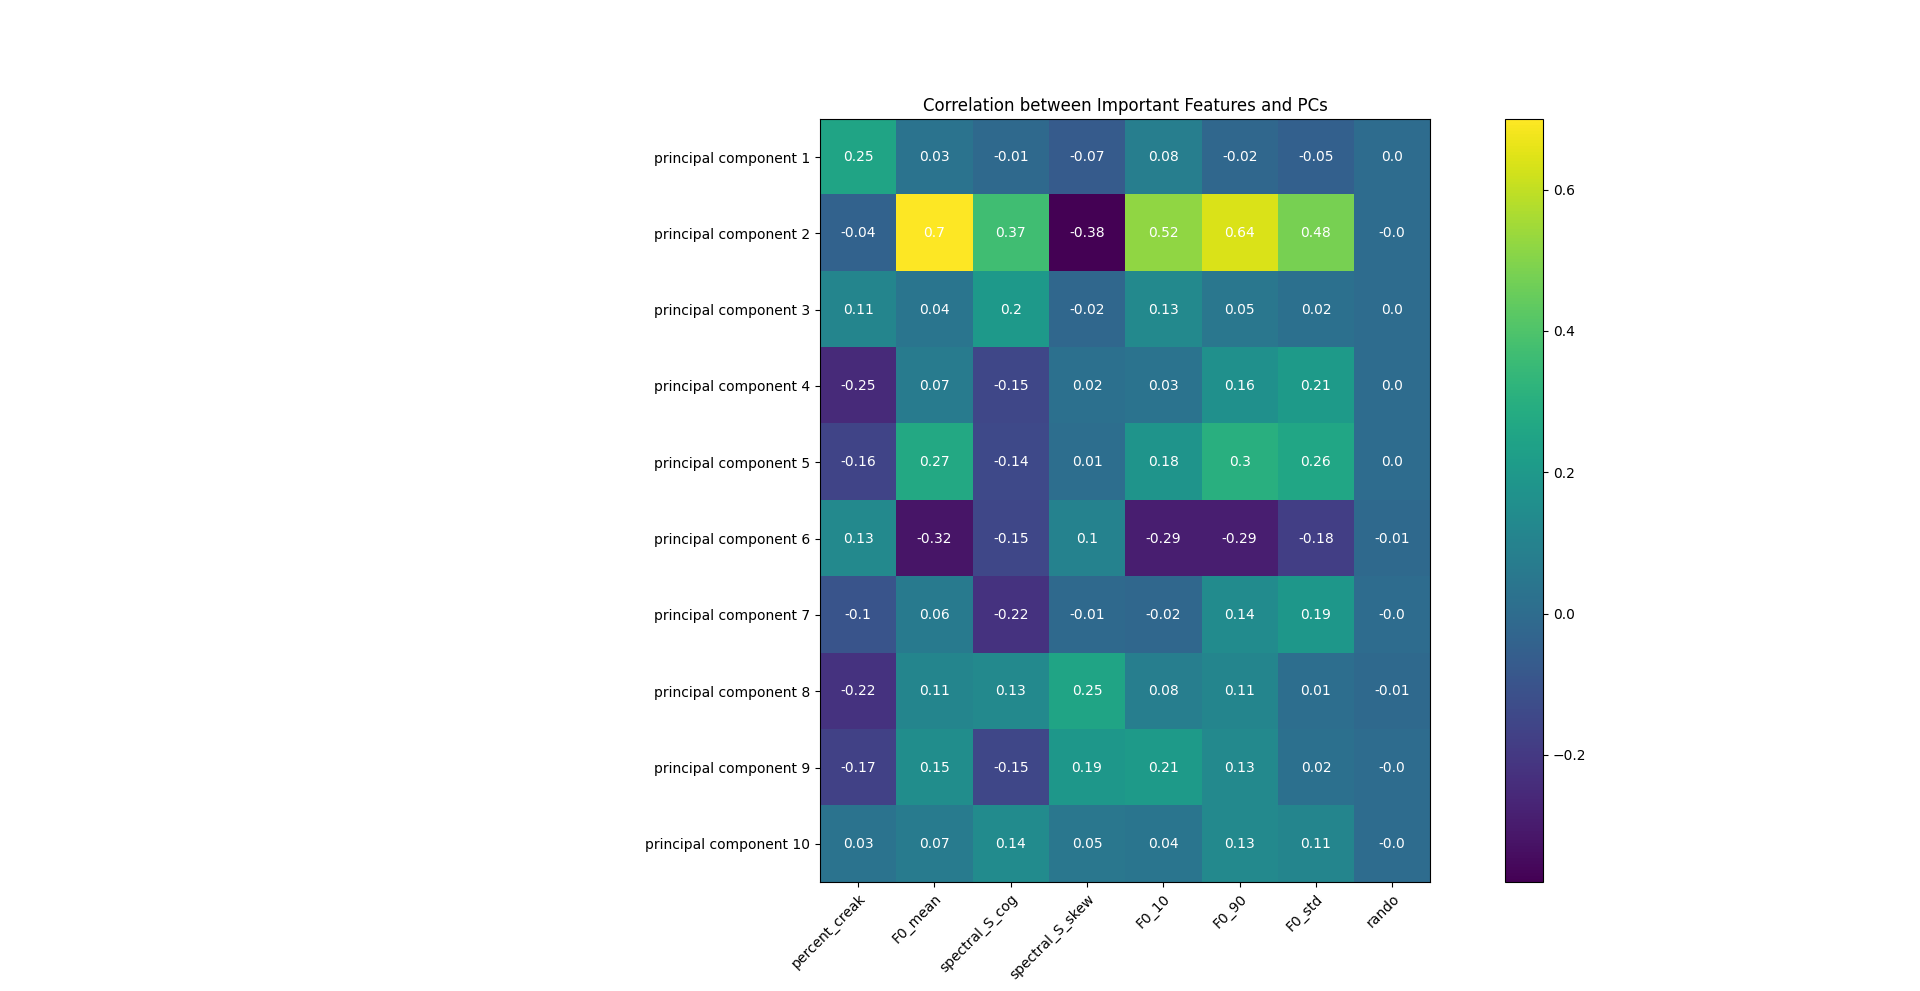 Correlation between Important Features and PCs
principal component 1 0.25 0.03 -0.01 -0.07 0.08 -0.02 -0.05 0.0
principal component 2 -0.04 0.7 0.37 -0.38 0.52 0.64 0.48 -0.0
principal component 3 0.11 0.04 0.2 -0.02 0.13 0.05 0.02 0.0
principal component 4 -0.25 0.07 -0.15 0.02 0.03 0.16 0.21 0.0
principal component 5 -0.16 0.27 -0.14 0.01 0.18 0.3 0.26 0.0
principal component 6 0.13 -0.32 -0.15 0.1 -0.29 -0.29 -0.18 -0.01
principal component 7 -0.1 0.06 -0.22 -0.01 -0.02 0.14 0.19 -0.0
principal component 8 -0.22 0.11 0.13 0.25 0.08 0.11 0.01 -0.01
principal component 9 -0.17 0.15 -0.15 0.19 0.21 0.13 0.02 -0.0
principal component 10 0.03 0.07 0.14 0.05 0.04 0.13 0.11 -0.0
percent_creak F0_mean spectral_S_cog spectral_S_skew F0_10 F0_90 F0_std rando
0.6
0.4
0.2
0.0
−0.2